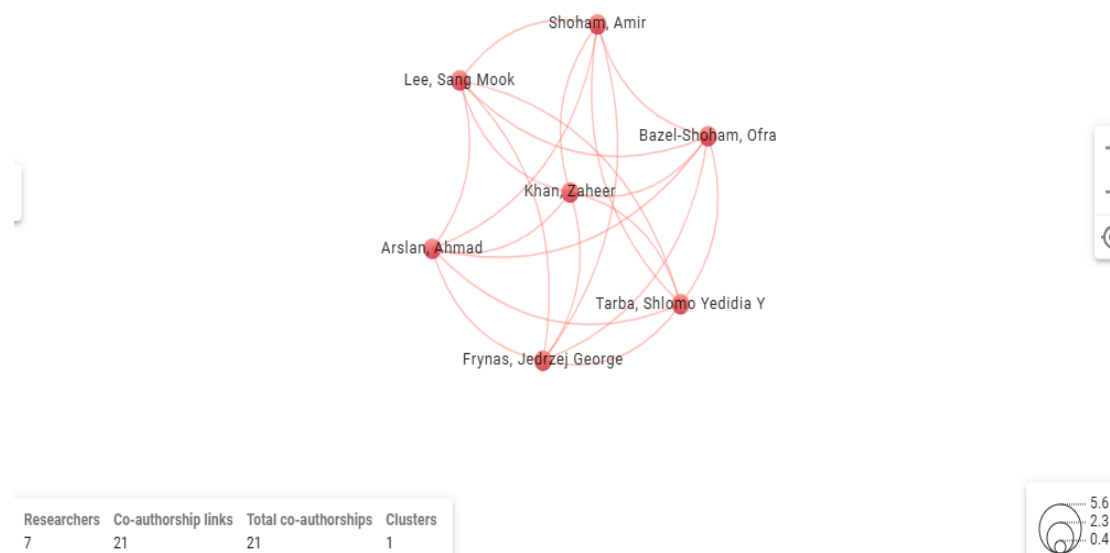 Shoham, Amir
Lee, Sang Mook
Bazel-Shoham, Ofra
Khan, Zaheer
Arslan, Ahmad
Tarba, Shlomo Yedidia Y
Frynas, Jedrzej George
Researchers Co-authorship links Total co-authorships Clusters
7 21 21 1
5.6
2.3
0.4